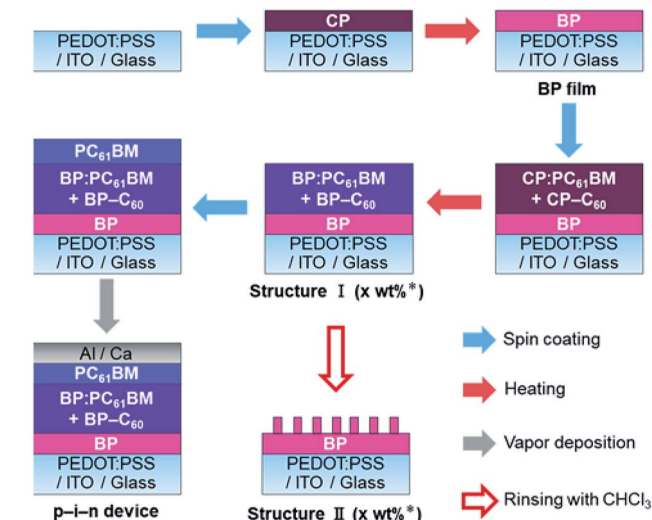 PEDOT:PSS
/ ITO / Glass
CP
PEDOT:PSS
/ ITO / Glass
BP
PEDOT:PSS
/ ITO / Glass
BP film
PC₆₁BM
BP:PC₆₁BM
+ BP–C₆₀
BP
PEDOT:PSS
/ ITO / Glass
BP:PC₆₁BM
+ BP–C₆₀
BP
PEDOT:PSS
/ ITO / Glass
Structure Ⅰ (x wt%*)
CP:PC₆₁BM
+ CP–C₆₀
BP
PEDOT:PSS
/ ITO / Glass
Al / Ca
PC₆₁BM
BP:PC₆₁BM
+ BP–C₆₀
BP
PEDOT:PSS
/ ITO / Glass
p–i–n device
BP
PEDOT:PSS
/ ITO / Glass
Structure Ⅱ (x wt%*)
Spin coating
Heating
Vapor deposition
Rinsing with CHCl₃